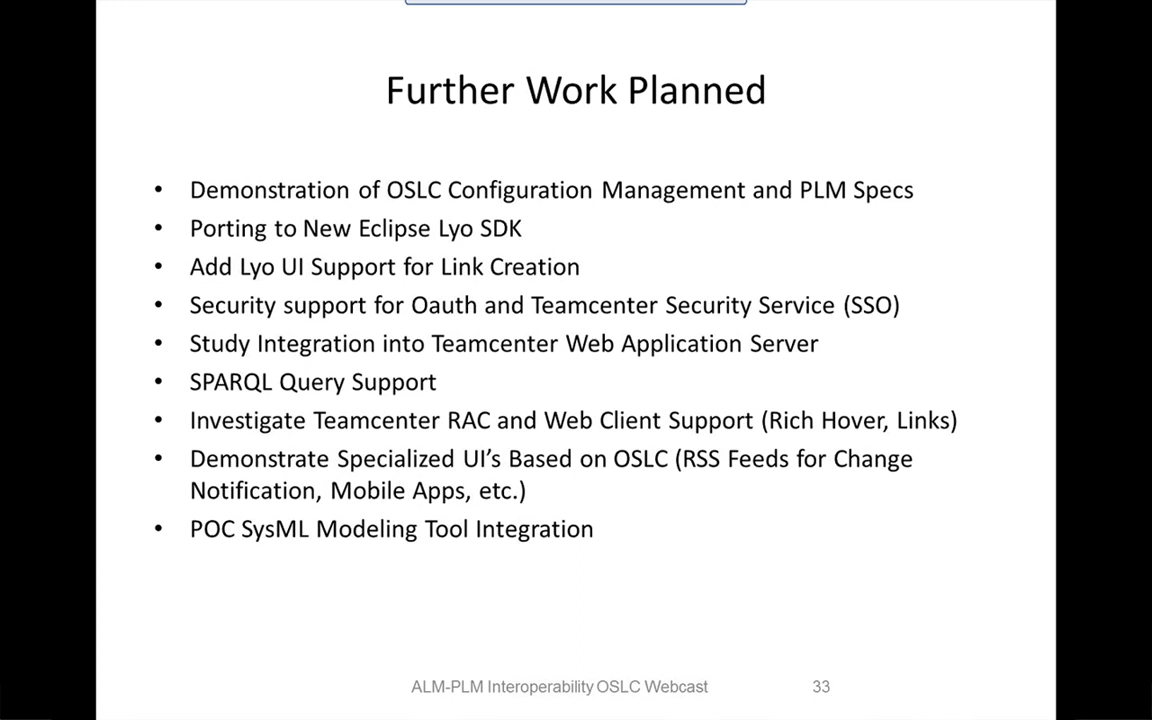 Further Work Planned
• Demonstration of OSLC Configuration Management and PLM Specs
• Porting to New Eclipse Lyo SDK
• Add Lyo UI Support for Link Creation
• Security support for Oauth and Teamcenter Security Service (SSO)
• Study Integration into Teamcenter Web Application Server
• SPARQL Query Support
• Investigate Teamcenter RAC and Web Client Support (Rich Hover, Links)
• Demonstrate Specialized UI’s Based on OSLC (RSS Feeds for Change
Notification, Mobile Apps, etc.)
• POC SysML Modeling Tool Integration
ALM-PLM Interoperability OSLC Webcast 33